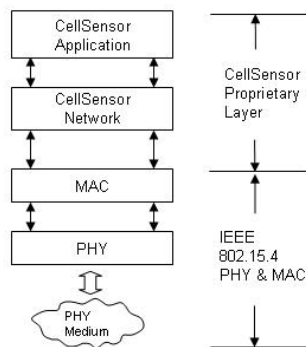 CellSensor
Application
CellSensor
Network
MAC
PHY
PHY
Medium
CellSensor
Proprietary
Layer
IEEE
802.15.4
PHY & MAC